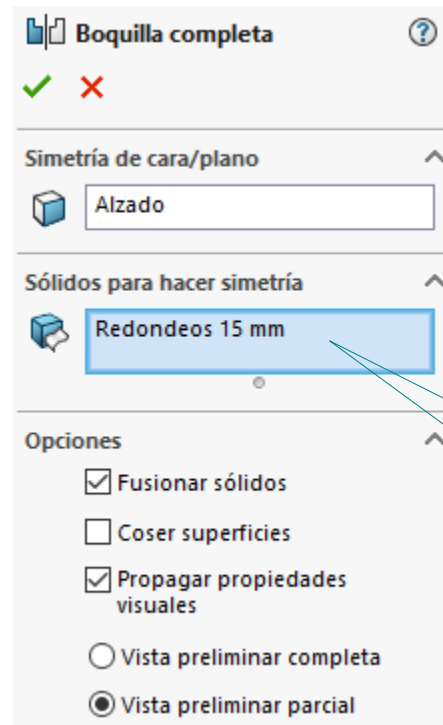 Boquilla completa
Simetría de cara/plano
Alzado
Sólidos para hacer simetría
Redondeos 15 mm
Opciones
Fusionar sólidos
Coser superficies
Propagar propiedades
visuales
Vista preliminar completa
Vista preliminar parcial